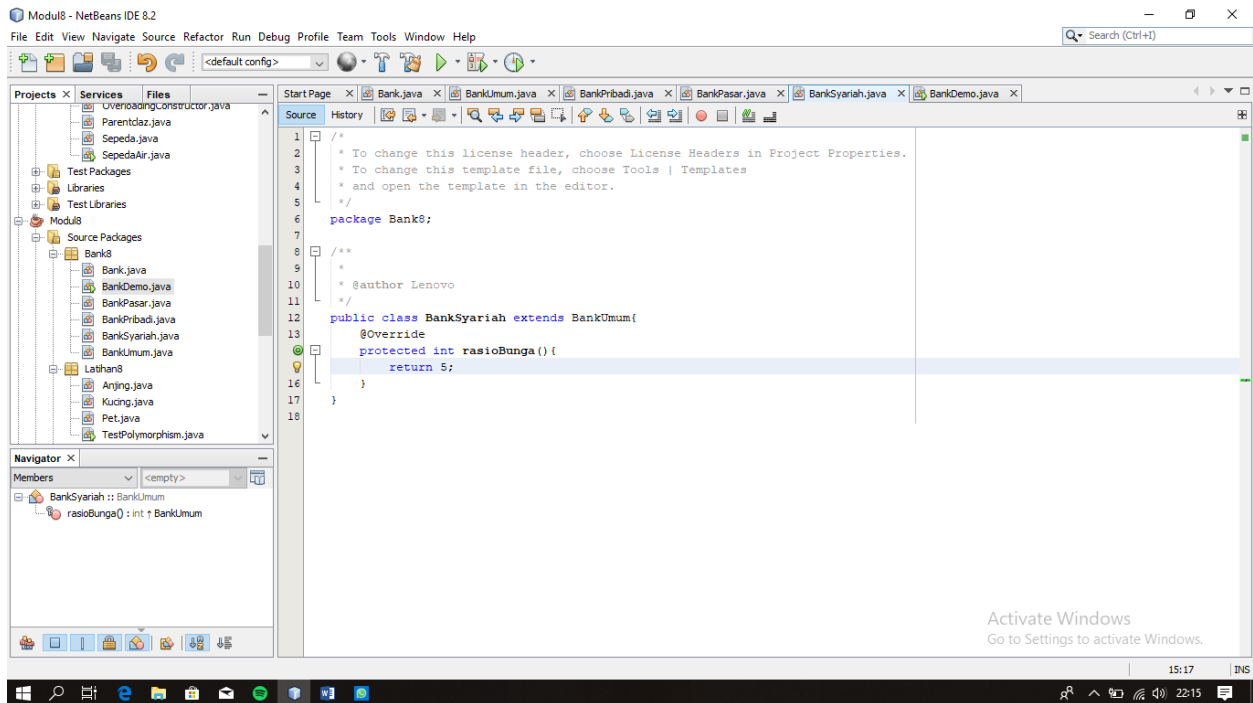 Modul8 - NetBeans IDE 8.2
File Edit View Navigate Source Refactor Run Debug Profile Team Tools Window Help
Search (Ctrl+I)
<default config>
Projects Services Files
Start Page Bank.java BankUmum.java BankPribadi.java BankPasar.java BankSyariah.java BankDemo.java
Source History
OverloadingConstructor.java
Parentclaz.java
Sepeda.java
SepedaAir.java
Test Packages
Libraries
Test Libraries
Modul8
Source Packages
Bank8
Bank.java
BankDemo.java
BankPasar.java
BankPribadi.java
BankSyariah.java
BankUmum.java
Latihan8
Anjing.java
Kucing.java
Pet.java
TestPolymorphism.java
1 /*
2 * To change this license header, choose License Headers in Project Properties.
3 * To change this template file, choose Tools | Templates
4 * and open the template in the editor.
5 */
6 package Bank8;
7
8 /**
9 *
10 * @author Lenovo
11 */
12 public class BankSyariah extends BankUmum{
13 @Override
protected int rasioBunga(){
return 5;
16 }
17 }
18
Navigator
Members <empty>
BankSyariah :: BankUmum
rasioBunga() : int ↑ BankUmum
Activate Windows
Go to Settings to activate Windows.
15:17 INS
22:15